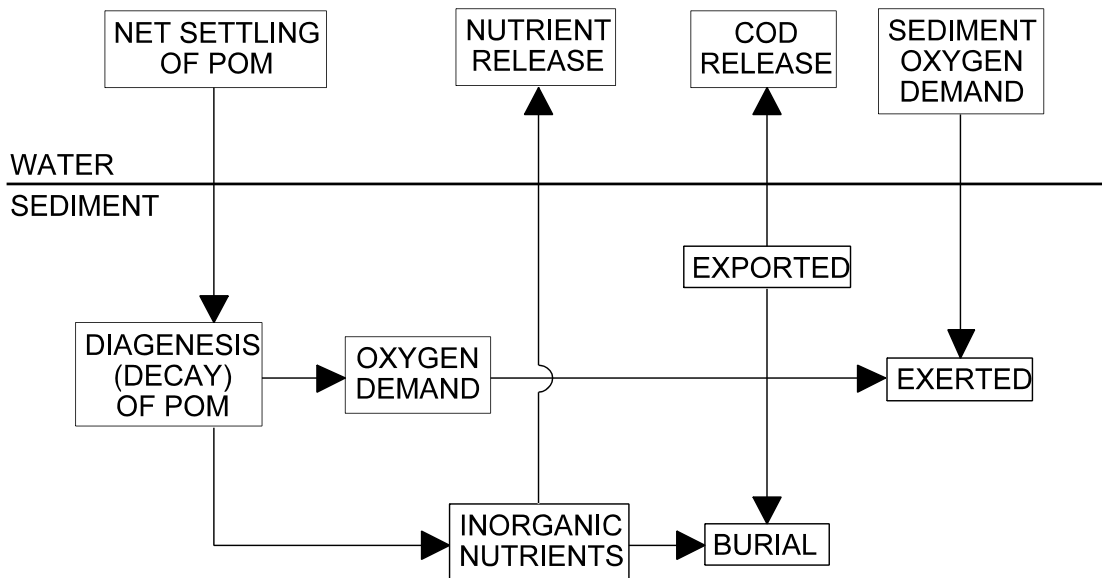 NET SETTLING
OF POM
NUTRIENT
RELEASE
COD
RELEASE
SEDIMENT
OXYGEN
DEMAND
WATER
SEDIMENT
EXPORTED
DIAGENESIS
(DECAY)
OF POM
OXYGEN
DEMAND
EXERTED
INORGANIC
NUTRIENTS
BURIAL